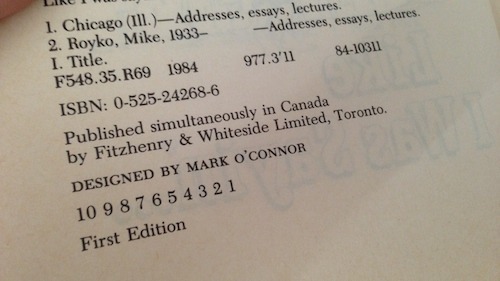 Like I was
1. Chicago (Ill.)—Addresses, essays, lectures.
2. Royko, Mike, 1933– —Addresses, essays, lectures.
I. Title.
F548.35.R69 1984 977.3'11 84-10311
ISBN: 0-525-24268-6
Published simultaneously in Canada
by Fitzhenry & Whiteside Limited, Toronto.
DESIGNED BY MARK O'CONNOR
10 9 8 7 6 5 4 3 2 1
First Edition